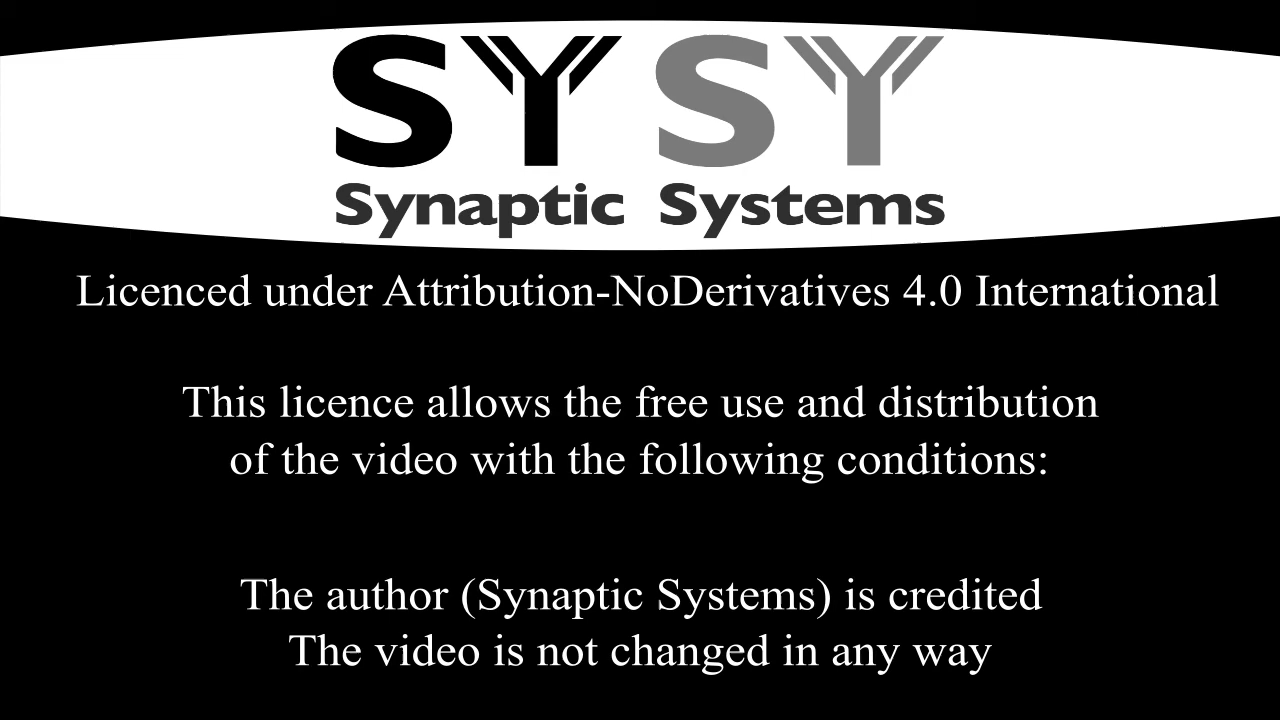 SY SY
Synaptic Systems
Licenced under Attribution-NoDerivatives 4.0 International
This licence allows the free use and distribution
of the video with the following conditions:
The author (Synaptic Systems) is credited
The video is not changed in any way